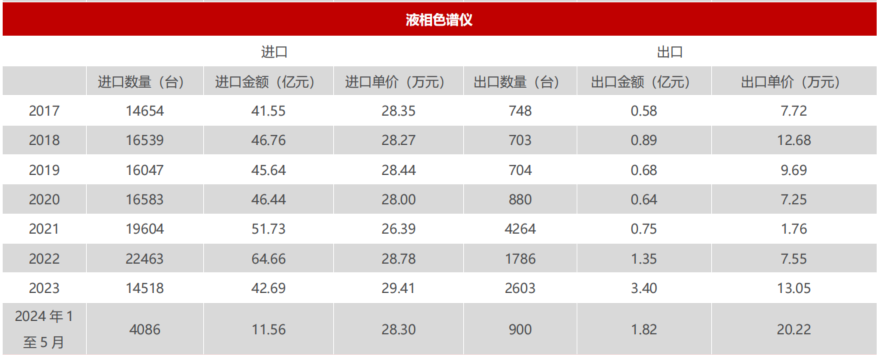 液相色谱仪
进口 出口
进口数量（台） 进口金额（亿元） 进口单价（万元） 出口数量（台） 出口金额（亿元） 出口单价（万元）
2017 14654 41.55 28.35 748 0.58 7.72
2018 16539 46.76 28.27 703 0.89 12.68
2019 16047 45.64 28.44 704 0.68 9.69
2020 16583 46.44 28.00 880 0.64 7.25
2021 19604 51.73 26.39 4264 0.75 1.76
2022 22463 64.66 28.78 1786 1.35 7.55
2023 14518 42.69 29.41 2603 3.40 13.05
2024 年 1
至 5 月 4086 11.56 28.30 900 1.82 20.22